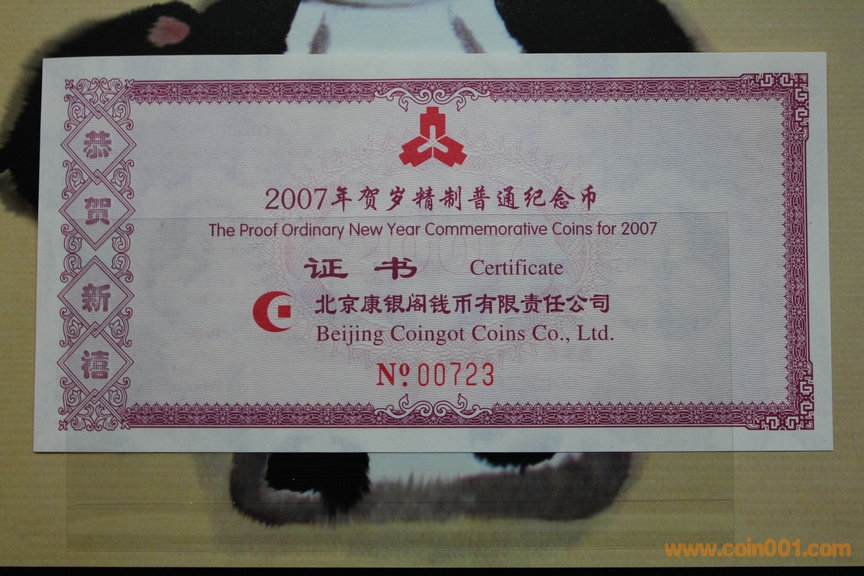 恭
贺
新
禧
2007年贺岁精制普通纪念币
The Proof Ordinary New Year Commemorative Coins for 2007
证书 Certificate
北京康银阁钱币有限责任公司
Beijing Coingot Coins Co., Ltd.
Nº 00723
www.coin001.com